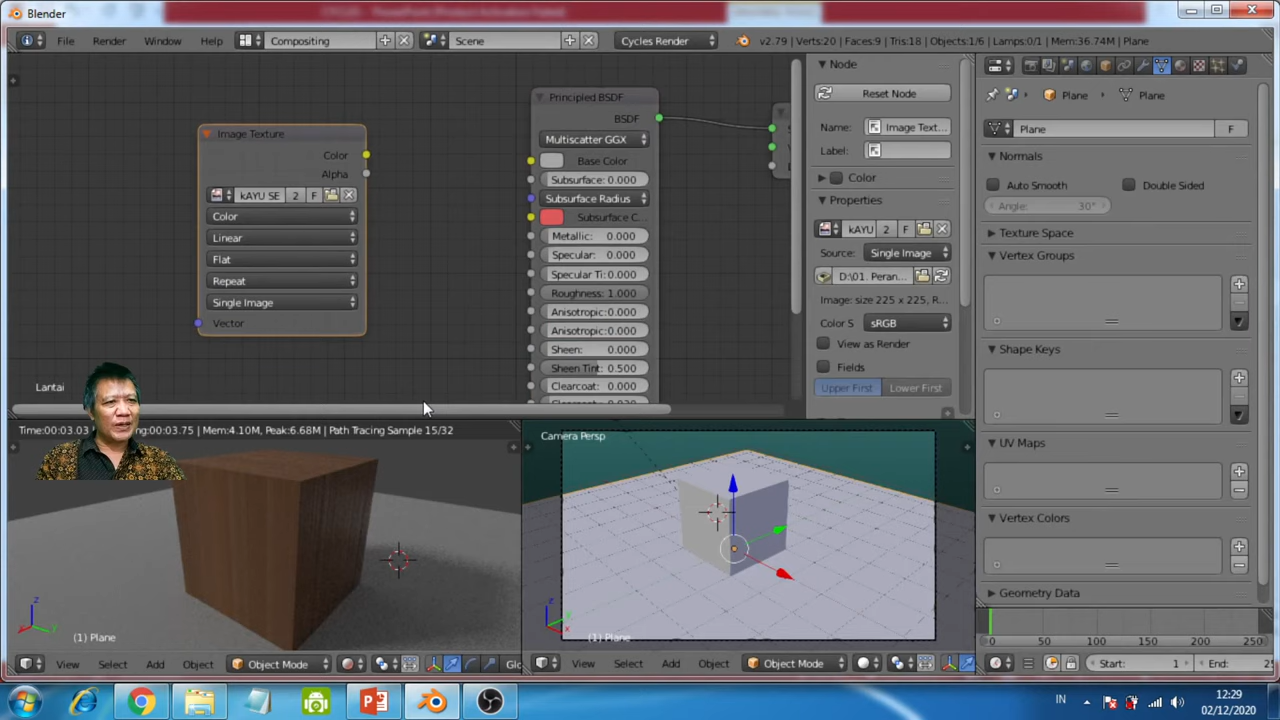 Blender
File
Render
Window
Help
Compositing
Scene
Cycles Render
v2.79 | Verts:20 | Faces:9 | Tris:18 | Objects:1/6 | Lamps:0/1 | Mem:36.74M | Plane
Image Texture
Color
Alpha
kAYU SE
2
F
Color
Linear
Flat
Repeat
Single Image
Vector
Lantai
Principled BSDF
BSDF
Multiscatter GGX
Base Color
Subsurface: 0.000
Subsurface Radius
Subsurface C...
Metallic: 0.000
Specular: 0.000
Specular Ti: 0.000
Roughness: 1.000
Anisotropic: 0.000
Anisotropic: 0.000
Sheen: 0.000
Sheen Tint: 0.500
Clearcoat: 0.000
Node
Reset Node
Name: Image Text...
Label:
Color
Properties
kAYU 2 F
Source: Single Image
D:\01. Peran...
Image: size 225 x 225, R...
Color S sRGB
View as Render
Fields
Upper First
Lower First
Plane
Plane
Plane
F
Normals
Auto Smooth
Double Sided
Angle: 30°
Texture Space
Vertex Groups
Shape Keys
UV Maps
Vertex Colors
Geometry Data
Time:00:03.03
00:03.75 | Mem:4.10M, Peak:6.68M | Path Tracing Sample 15/32
(1) Plane
View
Select
Add
Object
Object Mode
Camera Persp
(1) Plane
View
Select
Add
Object
Object Mode
0 50 100 150 200 250
Start: 1
End:
IN
12:29
02/12/2020